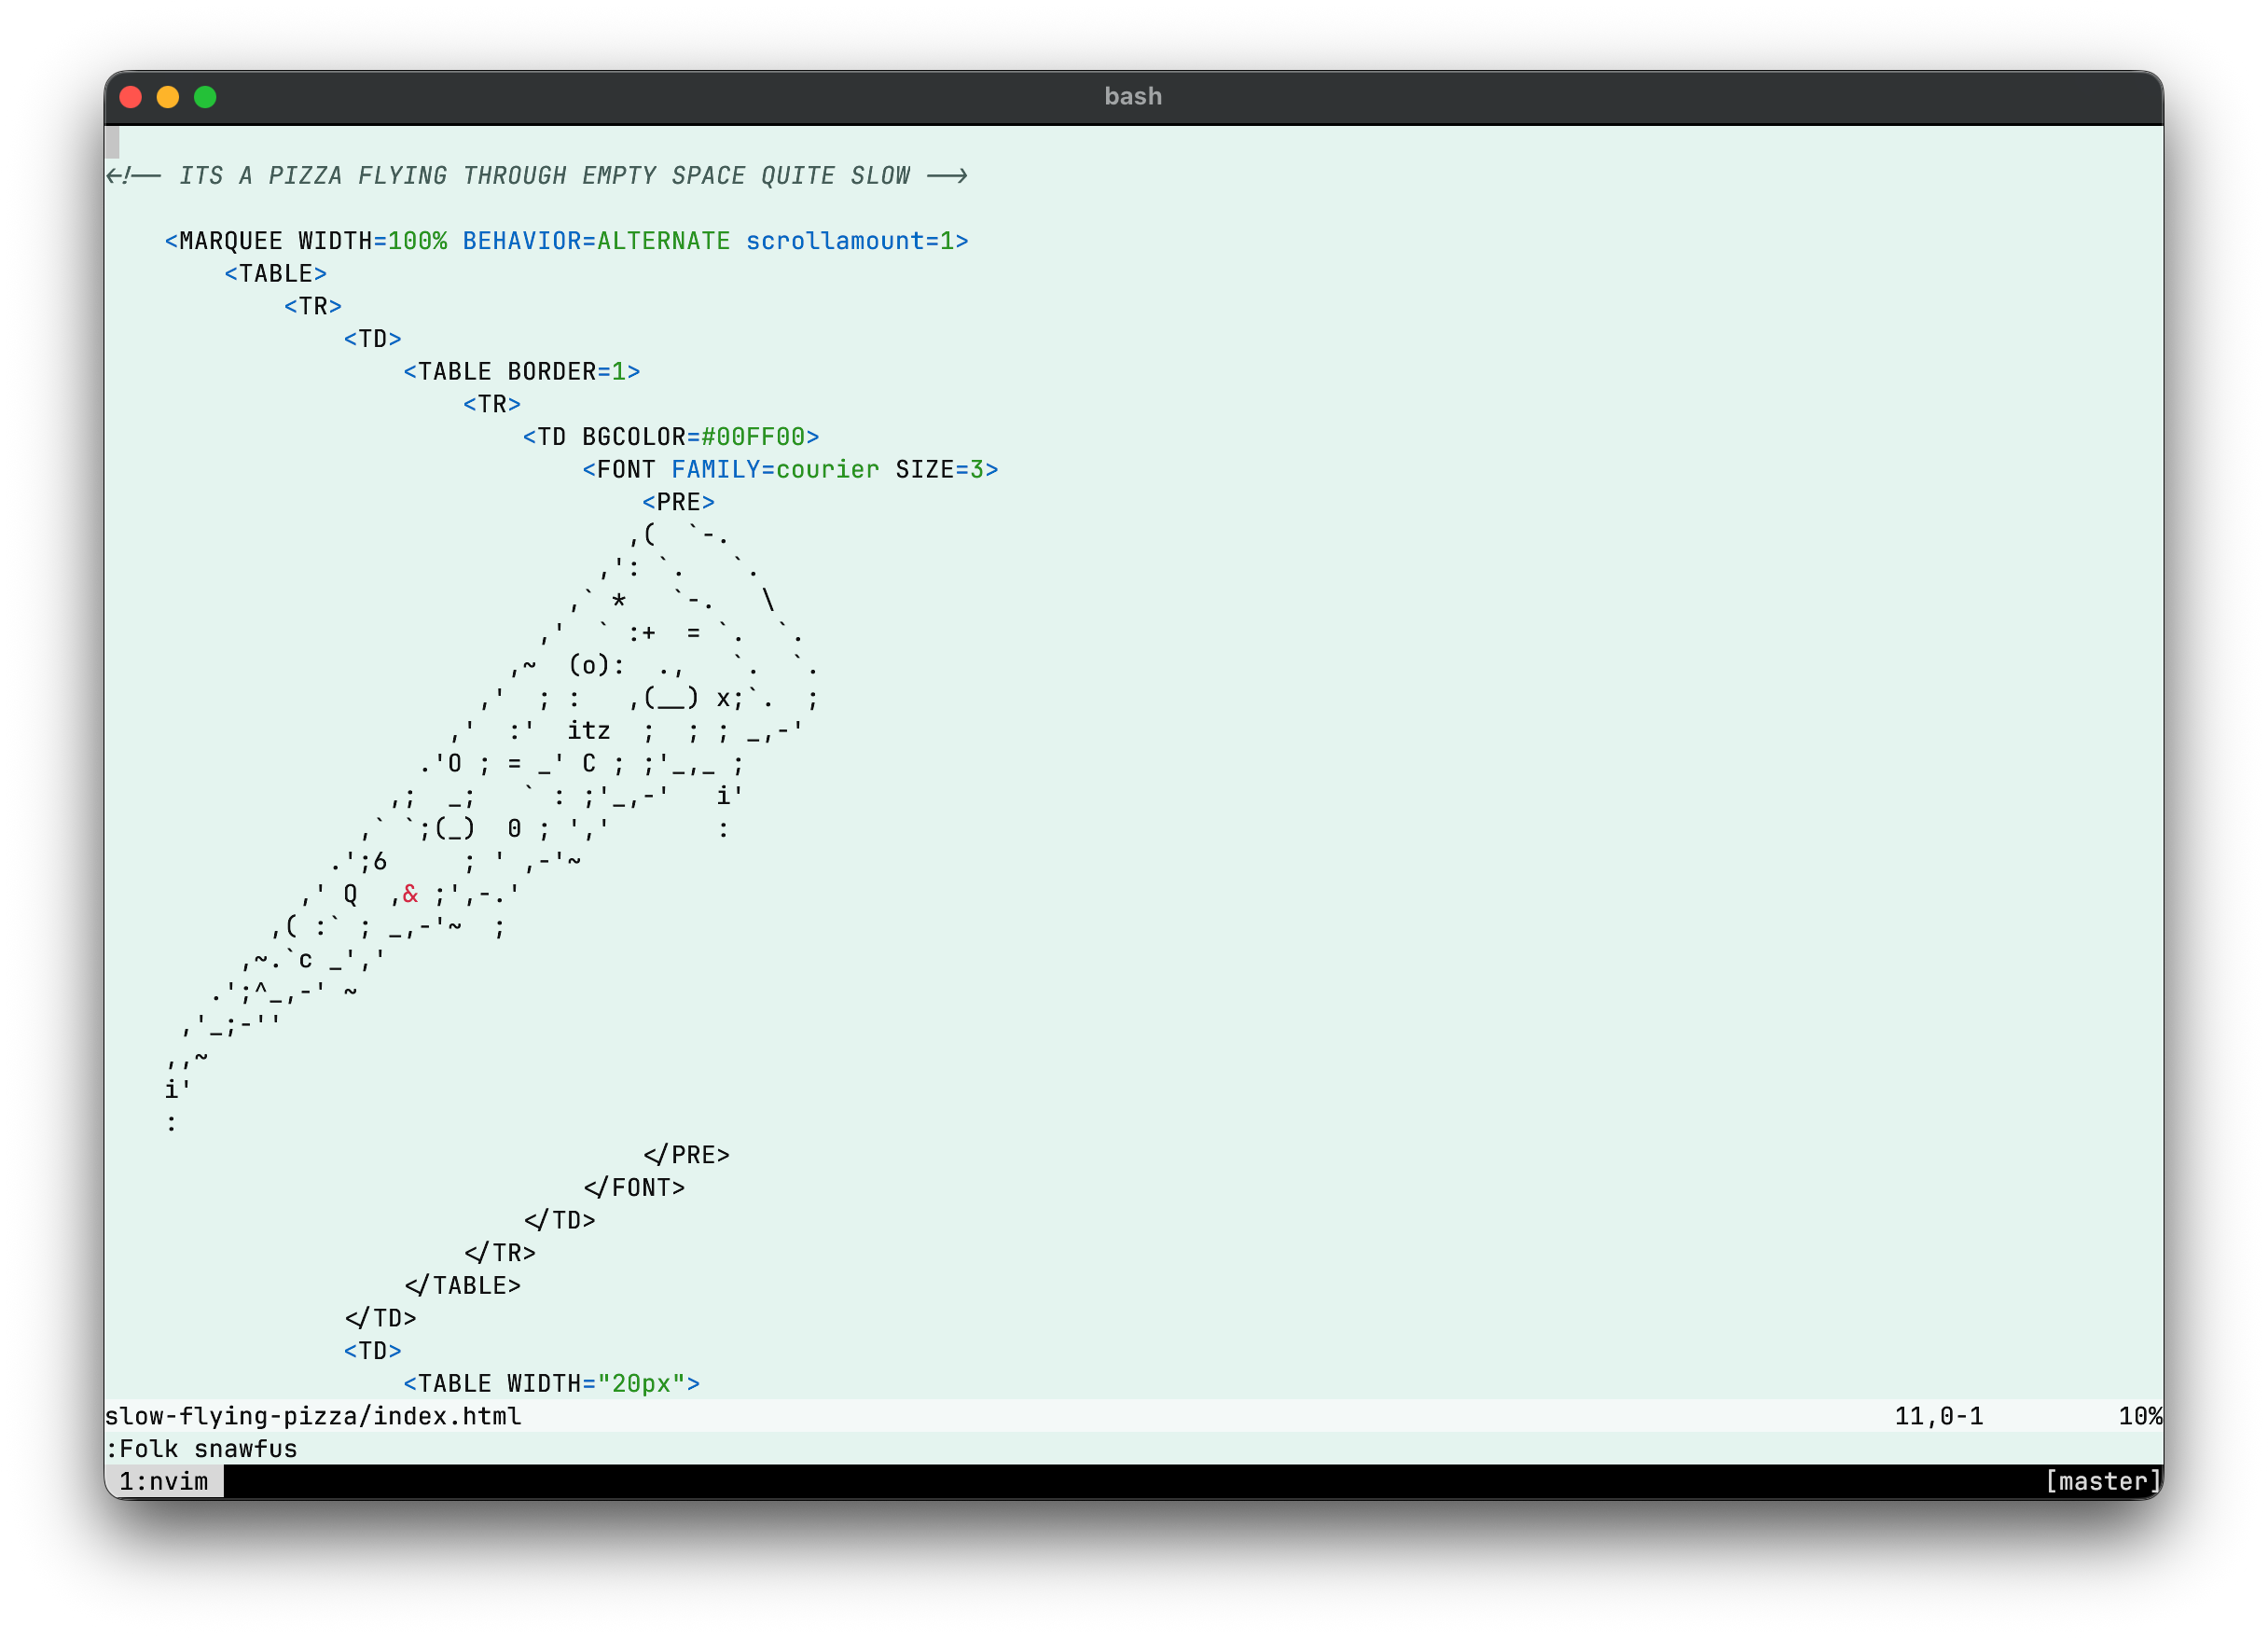 bash
<!-- ITS A PIZZA FLYING THROUGH EMPTY SPACE QUITE SLOW -->
    <MARQUEE WIDTH=100% BEHAVIOR=ALTERNATE scrollamount=1>
        <TABLE>
            <TR>
                <TD>
                    <TABLE BORDER=1>
                        <TR>
                            <TD BGCOLOR=#00FF00>
                                <FONT FAMILY=courier SIZE=3>
                                    <PRE>
                                   ,(  `-.
                                 ,': `.   `.
                               ,` *   `-.   \
                             ,'  ` :+  = `.  `.
                           ,~  (o):  .,   `.  `.
                         ,'  ; :   ,(__) x;`.  ;
                       ,'  :'  itz  ;  ; ; _,-'
                     .'O ; = _' C ; ;'_,_ ;
                   ,;  _;   ` : ;'_,-'   i'
                 ,` `;(_)  0 ; ','       :
               .';6     ; ' ,-'~
             ,' Q  ,& ;',-.'
           ,( :` ; _,-'~  ;
         ,~.`c _','
       .';^_,-' ~
     ,'_;-''
    ,,~
    i'
    :
                                    </PRE>
                                </FONT>
                            </TD>
                        </TR>
                    </TABLE>
                </TD>
                <TD>
                    <TABLE WIDTH="20px">
slow-flying-pizza/index.html 11,0-1 10%
:Folk snawfus
1:nvim [master]